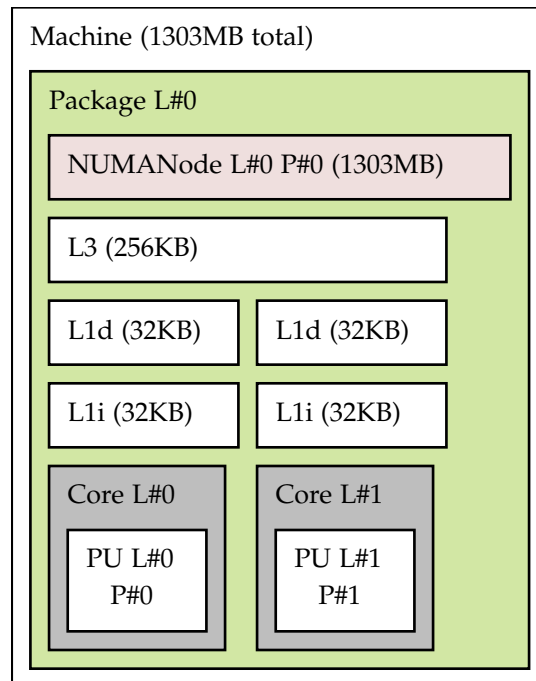 Machine (1303MB total)
Package L#0
NUMANode L#0 P#0 (1303MB)
L3 (256KB)
L1d (32KB)
L1d (32KB)
L1i (32KB)
L1i (32KB)
Core L#0
Core L#1
PU L#0
P#0
PU L#1
P#1